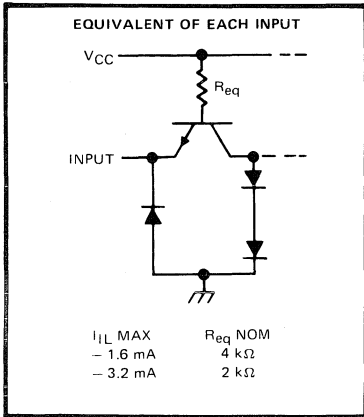 EQUIVALENT OF EACH INPUT
VCC
Req
INPUT
IIL MAX Req NOM
– 1.6 mA 4 kΩ
– 3.2 mA 2 kΩ